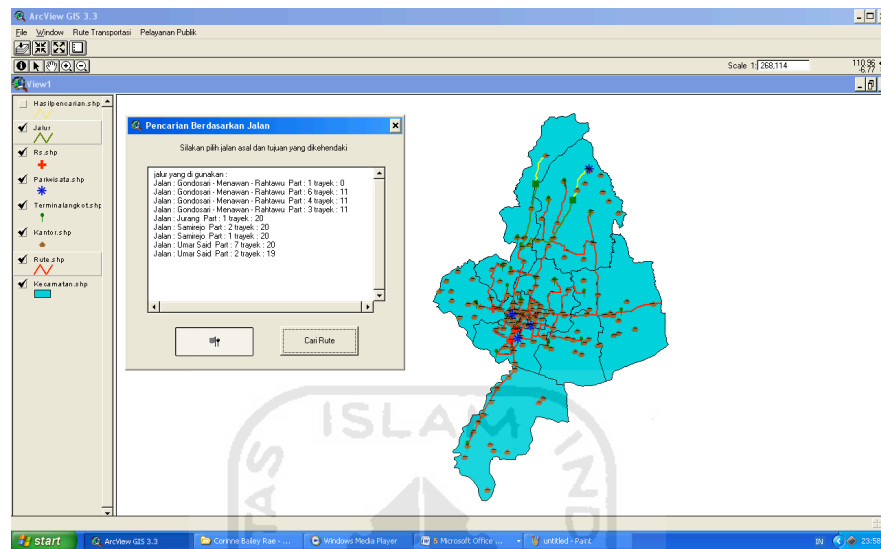 ArcView GIS 3.3
File Window Rute Transportasi Pelayanan Publik
Scale 1: 268,114
110.96
-6.77
View1
Hasilpencarian.shp
Jalur
Rs.shp
Pariwisata.shp
Terminalangkot.shp
Kantor.shp
Rute.shp
Kecamatan.shp
Pencarian Berdasarkan Jalan
Silakan pilih jalan asal dan tujuan yang dikehendaki
jalur yang di gunakan :
Jalan : Gondosari - Menawan - Rahtawu Part : 1 trayek : 0
Jalan : Gondosari - Menawan - Rahtawu Part : 6 trayek : 11
Jalan : Gondosari - Menawan - Rahtawu Part : 4 trayek : 11
Jalan : Gondosari - Menawan - Rahtawu Part : 3 trayek : 11
Jalan : Jurang Part : 1 trayek : 20
Jalan : Samirejo Part : 2 trayek : 20
Jalan : Samirejo Part : 1 trayek : 20
Jalan : Umar Said Part : 7 trayek : 20
Jalan : Umar Said Part : 2 trayek : 19
Cari Rute
ISLAM
TAS
IND
start ArcView GIS 3.3 Corinne Bailey Rae - ... Windows Media Player 5 Microsoft Office ... untitled - Paint IN 23:58